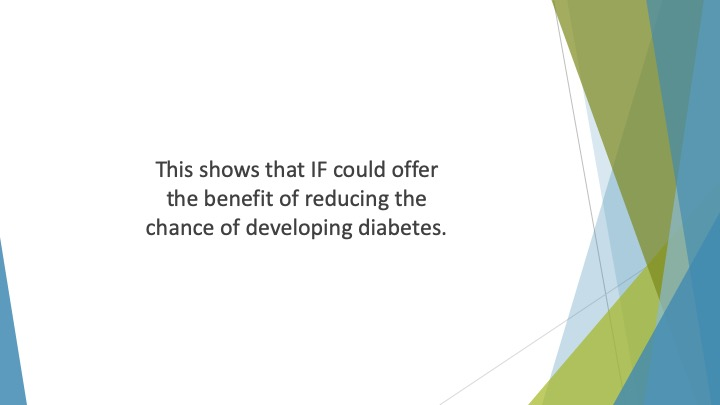 This shows that IF could offer
the benefit of reducing the
chance of developing diabetes.